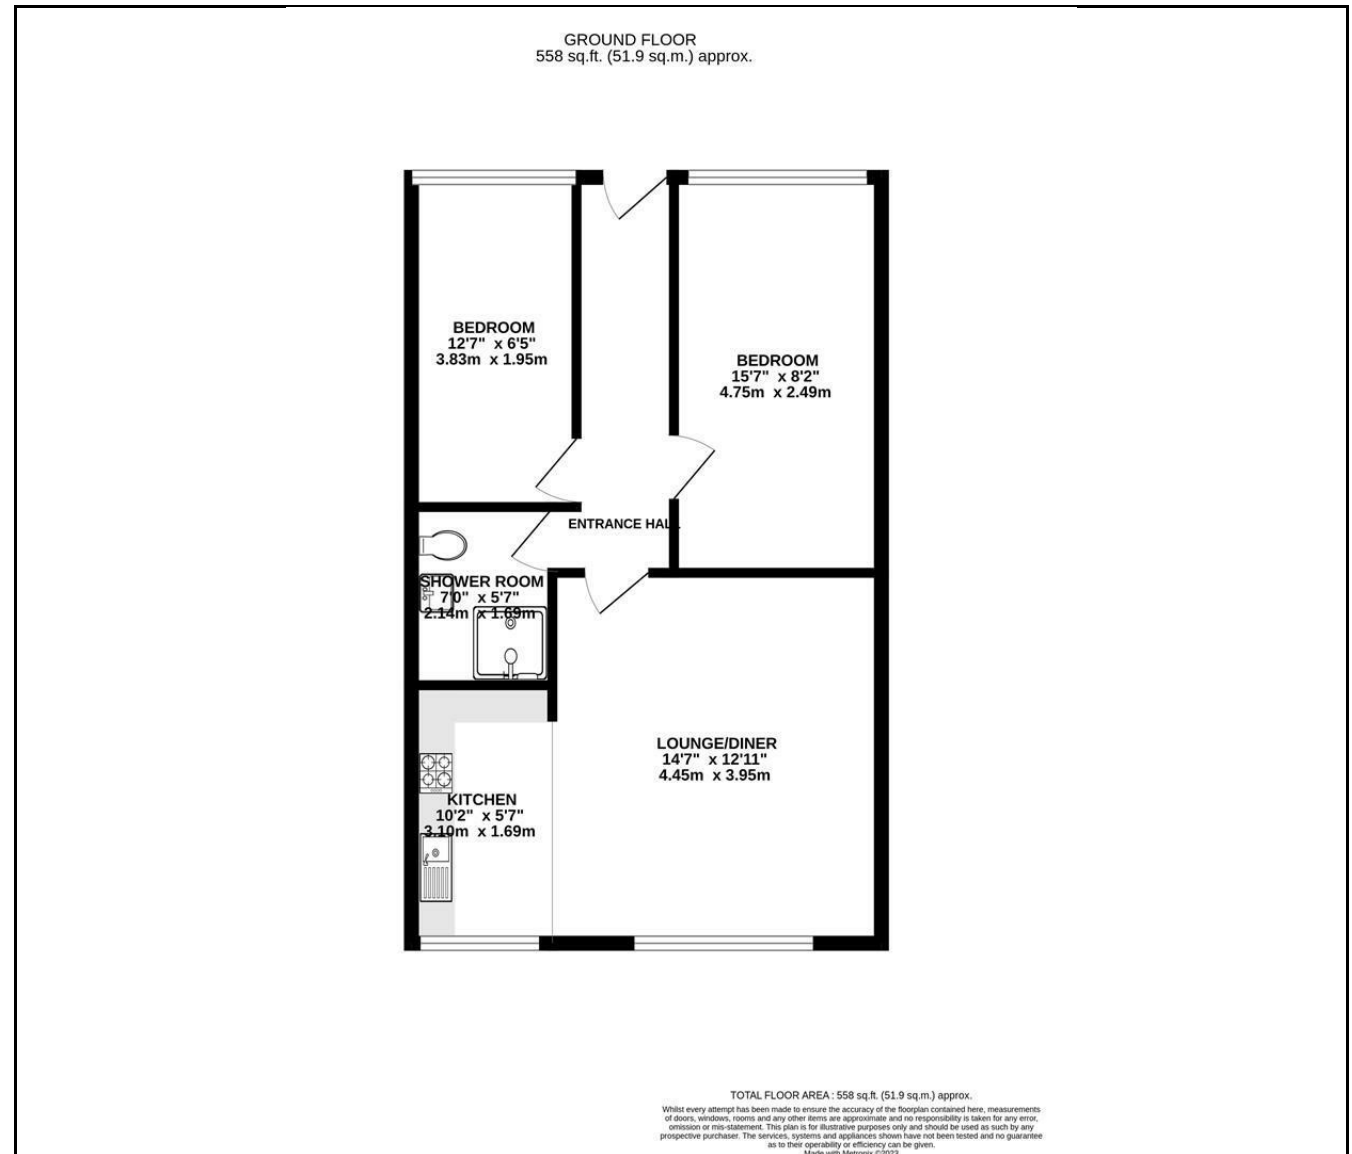 GROUND FLOOR
558 sq.ft. (51.9 sq.m.) approx.
BEDROOM
12'7" x 6'5"
3.83m x 1.95m
BEDROOM
15'7" x 8'2"
4.75m x 2.49m
ENTRANCE HALL
SHOWER ROOM
7'0" x 5'7"
2.14m x 1.69m
LOUNGE/DINER
14'7" x 12'11"
4.45m x 3.95m
KITCHEN
10'2" x 5'7"
3.10m x 1.69m
TOTAL FLOOR AREA : 558 sq.ft. (51.9 sq.m.) approx.
Whilst every attempt has been made to ensure the accuracy of the floorplan contained here, measurements
of doors, windows, rooms and any other items are approximate and no responsibility is taken for any error,
omission or mis-statement. This plan is for illustrative purposes only and should be used as such by any
prospective purchaser. The services, systems and appliances shown have not been tested and no guarantee
as to their operability or efficiency can be given.
Made with Metropix ©2023